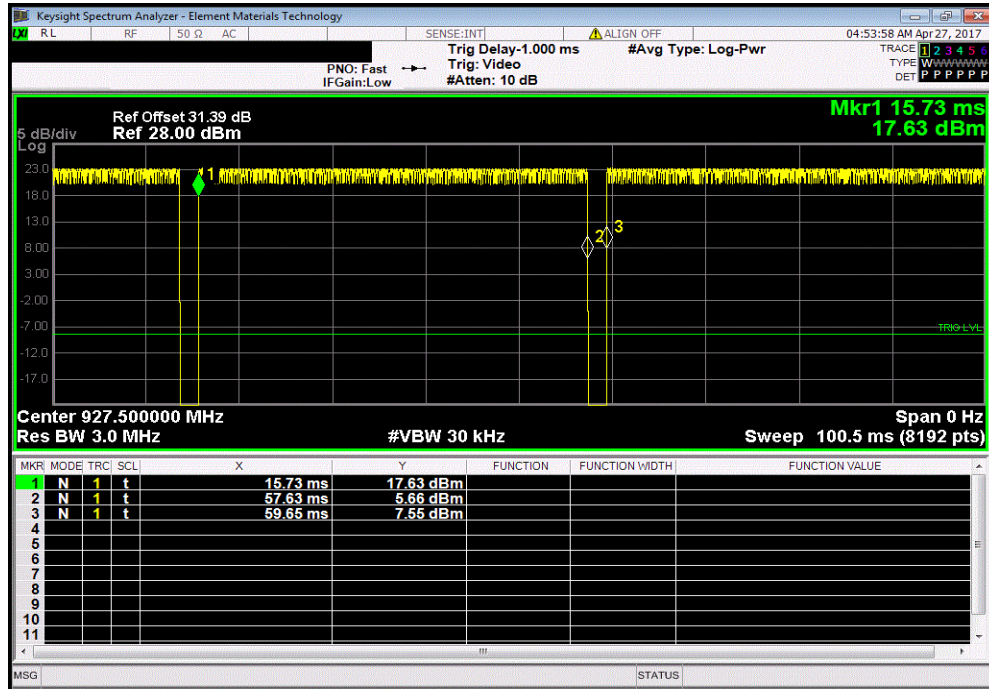 Keysight Spectrum Analyzer - Element Materials Technology
LXI RL RF 50 Ω AC SENSE:INT ALIGN OFF 04:53:58 AM Apr 27, 2017
PNO: Fast
IFGain:Low
Trig Delay-1.000 ms
Trig: Video
#Atten: 10 dB
#Avg Type: Log-Pwr
TRACE 1 2 3 4 5 6
TYPE WWWWWW
DET P P P P P P
Mkr1 15.73 ms
17.63 dBm
Ref Offset 31.39 dB
5 dB/div Ref 28.00 dBm
Log
23.0
18.0
13.0
8.00
3.00
-2.00
-7.00
-12.0
-17.0
1
2
3
TRIG LVL
Center 927.500000 MHz Span 0 Hz
Res BW 3.0 MHz #VBW 30 kHz Sweep 100.5 ms (8192 pts)
MKR MODE TRC SCL X Y FUNCTION FUNCTION WIDTH FUNCTION VALUE
1 N 1 t 15.73 ms 17.63 dBm
2 N 1 t 57.63 ms 5.66 dBm
3 N 1 t 59.65 ms 7.55 dBm
4
5
6
7
8
9
10
11
MSG STATUS